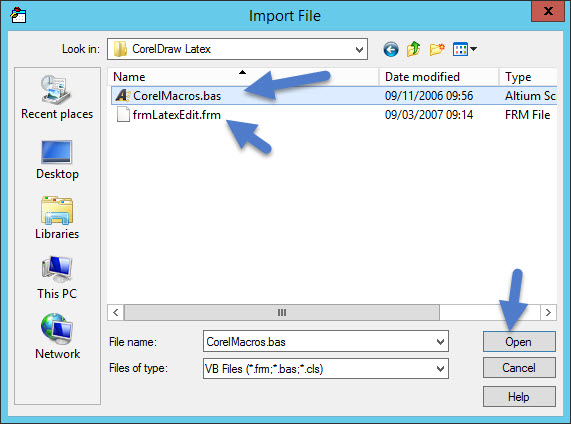 Import File
x
Look in: CorelDraw Latex
Name Date modified Type
CorelMacros.bas 09/11/2006 09:56 Altium Sc
frmLatexEdit.frm 09/03/2007 09:14 FRM File
Recent places
Desktop
Libraries
This PC
Network
File name: CorelMacros.bas Open
Files of type: VB Files (*.frm;*.bas;*.cls) Cancel
Help